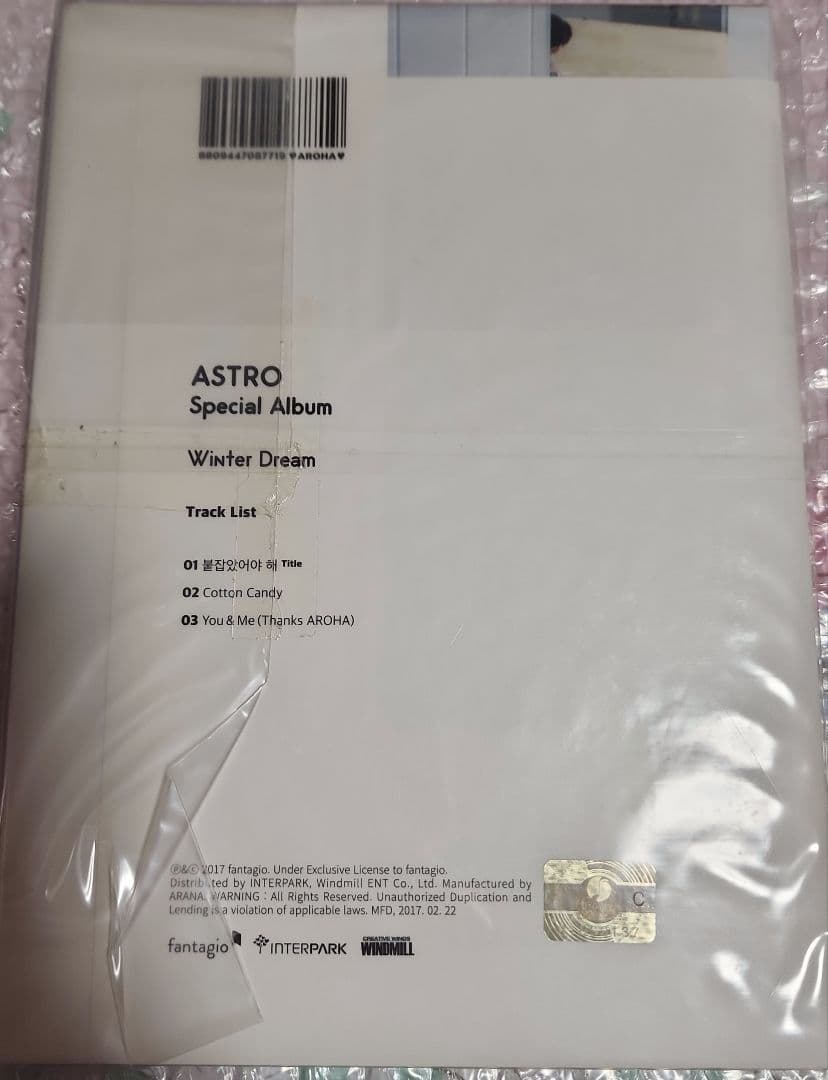 8809447087719 ♥AROHA♥
ASTRO
Special Album
Winter Dream
Track List
01 붙잡았어야 해 Title
02 Cotton Candy
03 You & Me (Thanks AROHA)
℗&© 2017 fantagio. Under Exclusive License to fantagio.
Distributed by INTERPARK, Windmill ENT Co., Ltd. Manufactured by
ARANA. WARNING : All Rights Reserved. Unauthorized Duplication and
Lending is a violation of applicable laws. MFD, 2017. 02. 22
C
fantagio INTERPARK CREATIVE WINGS WINDMILL